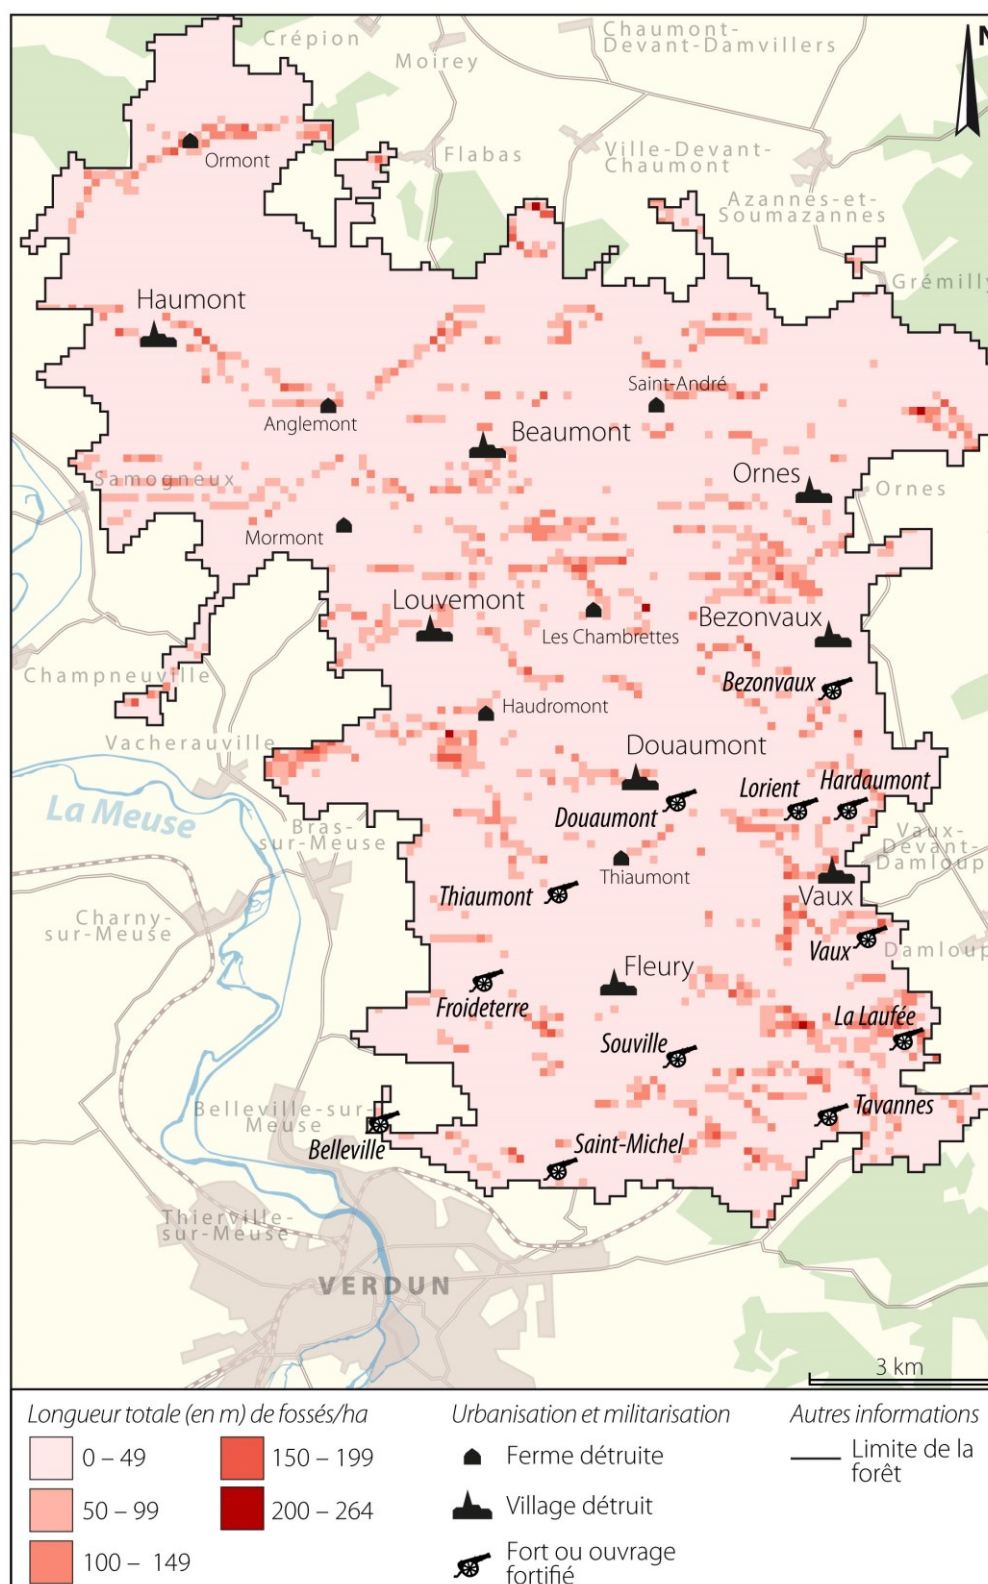 Crépion
Moirey
Chaumont-
Devant-Damvillers
N
Ormont
Flabas
Ville-Devant-
Chaumont
Azannes-et-
Soumazannes
Grémilly
Haumont
Saint-André
Anglemont
Beaumont
Ornes
Ornes
Samogneux
Mormont
Louvemont
Les Chambrettes
Bezonvaux
Bezonvaux
Champneuville
Haudromont
Vacherauville
Douaumont
Lorient
Hardaumont
La Meuse
Douaumont
Bras-
sur-Meuse
Vaux-
Devant-
Damloup
Thiaumont
Thiaumont
Vaux
Charny-
sur-Meuse
Vaux
Damloup
Fleury
Froideterre
La Laufée
Souville
Belleville-sur-
Meuse
Tavannes
Belleville
Saint-Michel
Thierville-
sur-Meuse
VERDUN
3 km
Longueur totale (en m) de fossés/ha
0 – 49
50 – 99
100 – 149
150 – 199
200 – 264
Urbanisation et militarisation
Ferme détruite
Village détruit
Fort ou ouvrage
fortifié
Autres informations
Limite de la
forêt